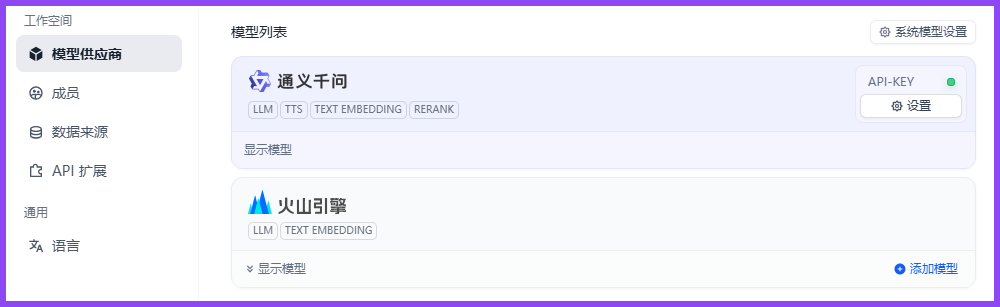 工作空间
模型供应商
成员
数据来源
API 扩展
通用
语言
模型列表
系统模型设置
通义千问
LLM TTS TEXT EMBEDDING RERANK
API-KEY
设置
显示模型
火山引擎
LLM TEXT EMBEDDING
显示模型
添加模型